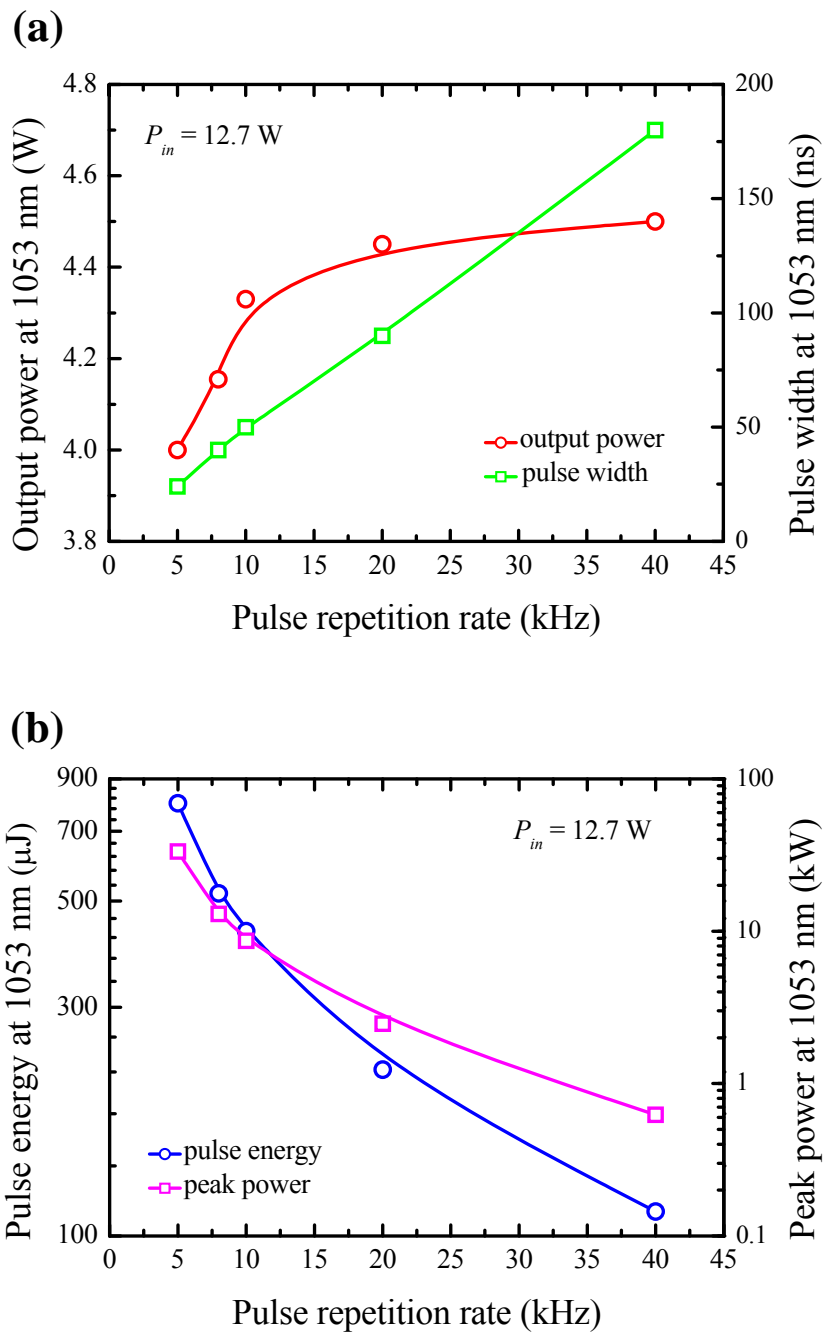 (a)
4.8
4.6
4.4
4.2
4.0
3.8
Output power at 1053 nm (W)
P_in = 12.7 W
output power
pulse width
200
150
100
50
0
Pulse width at 1053 nm (ns)
0 5 10 15 20 25 30 35 40 45
Pulse repetition rate (kHz)
(b)
900
700
500
300
100
Pulse energy at 1053 nm (μJ)
P_in = 12.7 W
pulse energy
peak power
100
10
1
0.1
Peak power at 1053 nm (kW)
0 5 10 15 20 25 30 35 40 45
Pulse repetition rate (kHz)